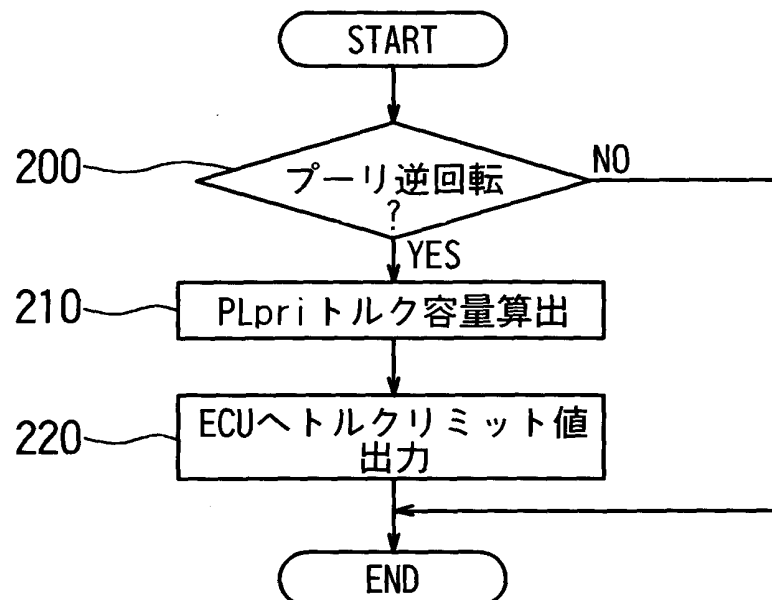 START
200
プーリ逆回転
?
NO
YES
210
PLpriトルク容量算出
220
ECUへトルクリミット値
出力
END